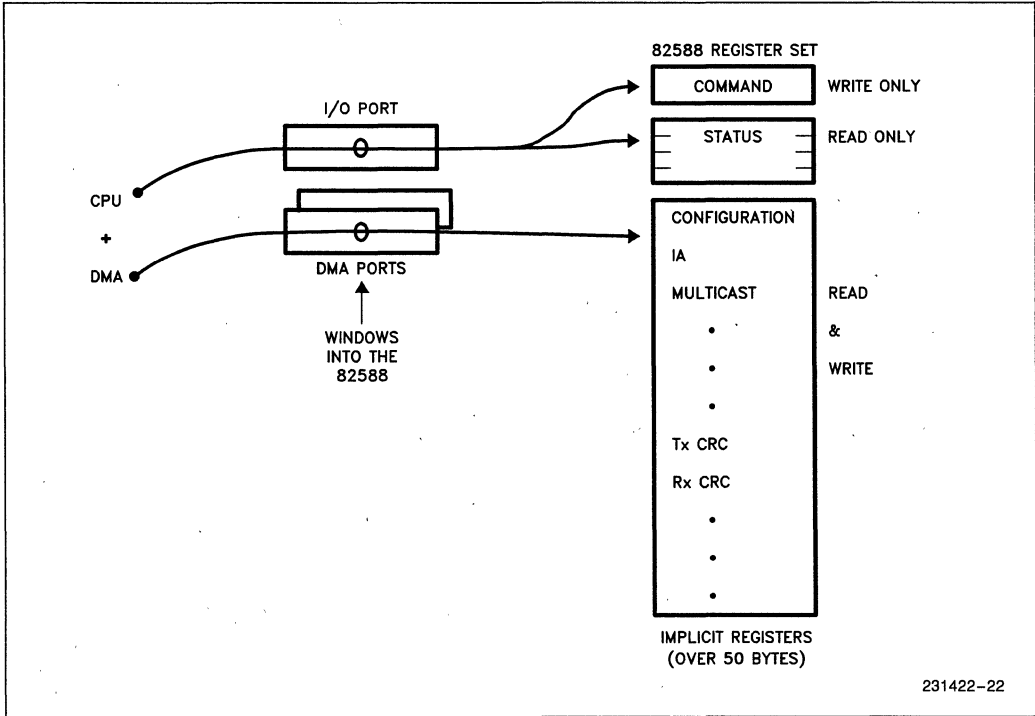 82588 REGISTER SET
COMMAND
WRITE ONLY
I/O PORT
STATUS
READ ONLY
CPU
+
DMA
DMA PORTS
WINDOWS
INTO THE
82588
CONFIGURATION
IA
MULTICAST
READ
&
WRITE
Tx CRC
Rx CRC
IMPLICIT REGISTERS
(OVER 50 BYTES)
231422-22